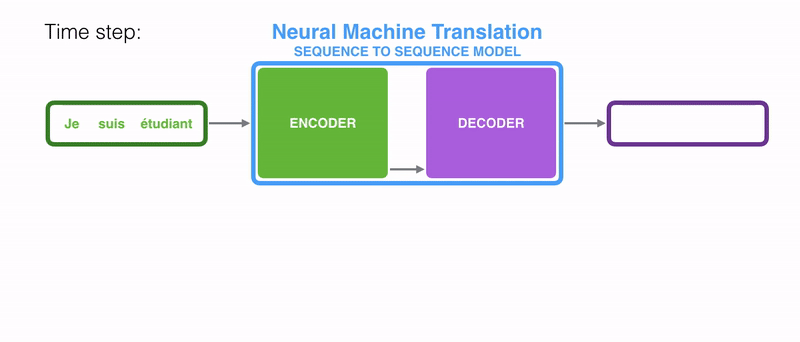 Time step:
Neural Machine Translation
SEQUENCE TO SEQUENCE MODEL
Je suis étudiant
ENCODER
DECODER